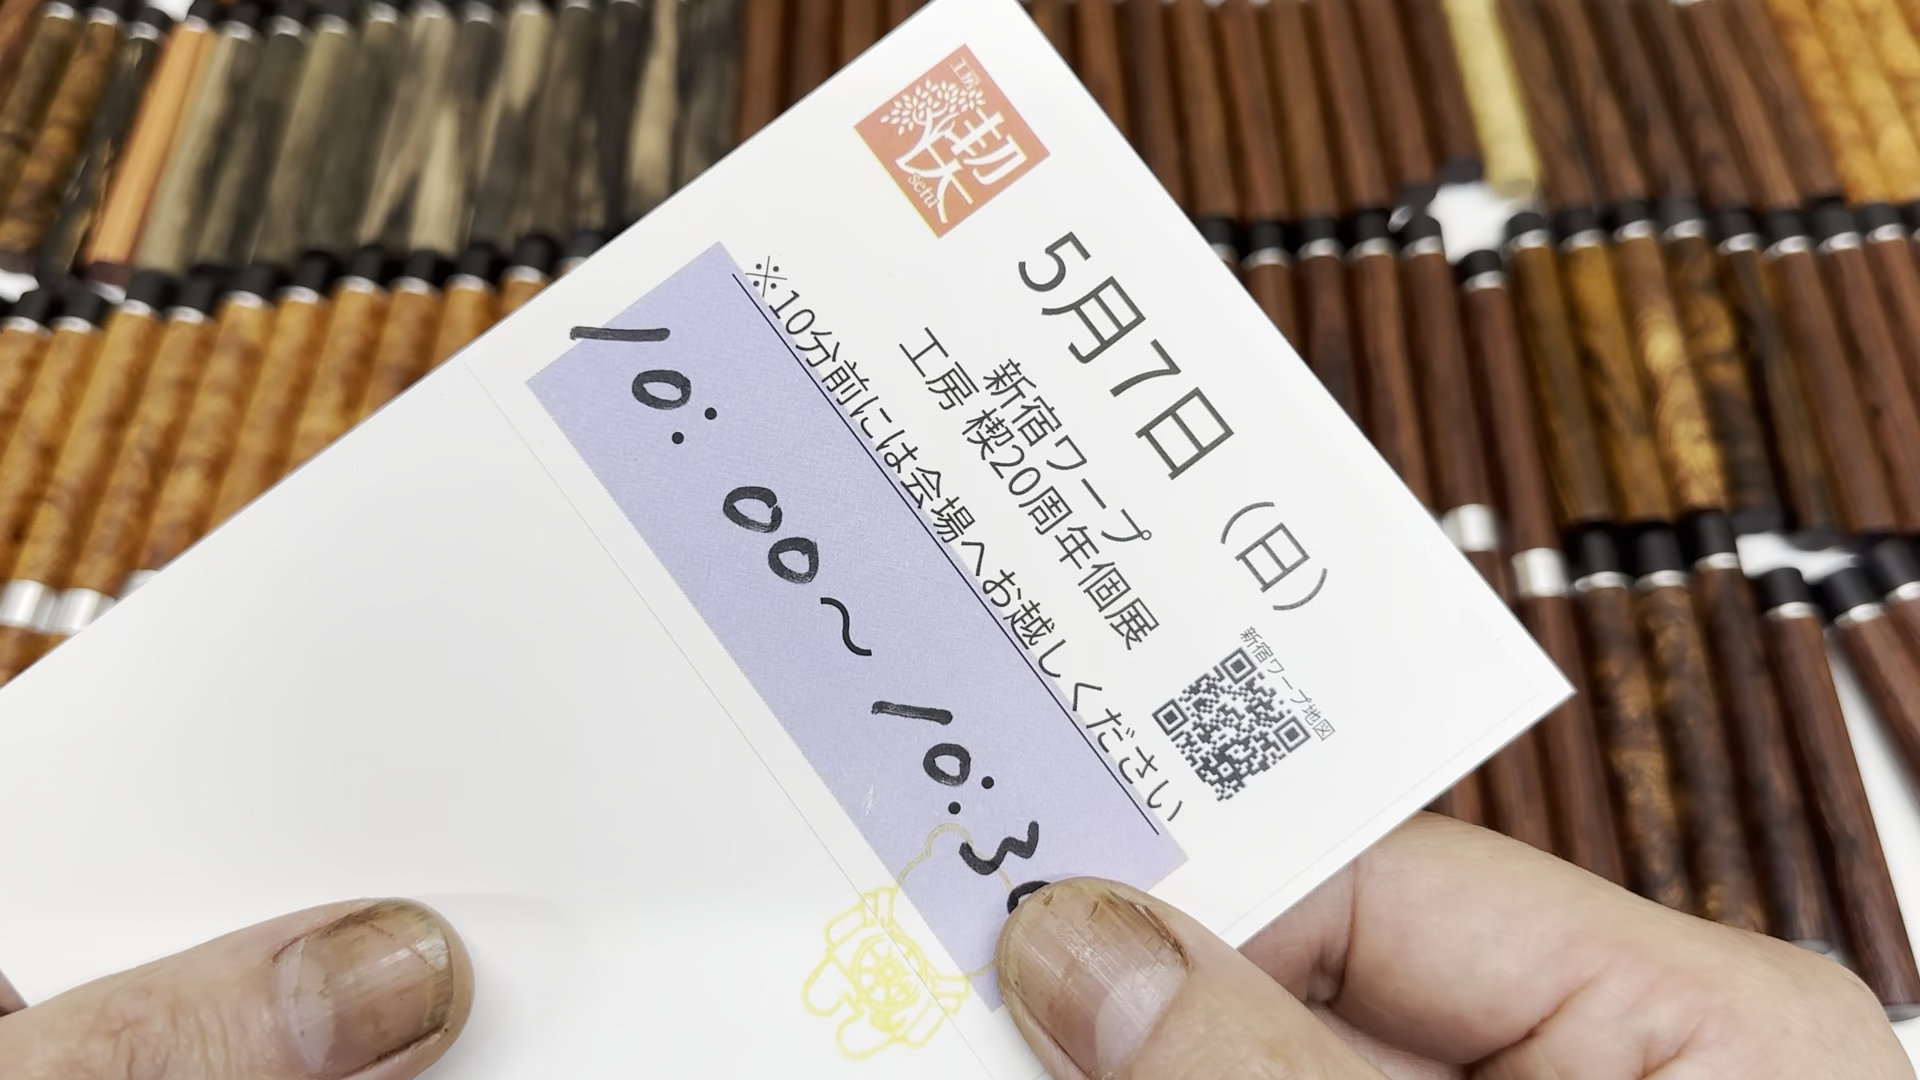 工房
楔
setu
5月7日(日)
新宿ワープ
工房 楔20周年個展
新宿ワープ地図
※10分前には会場へお越しください
10:00〜10:30